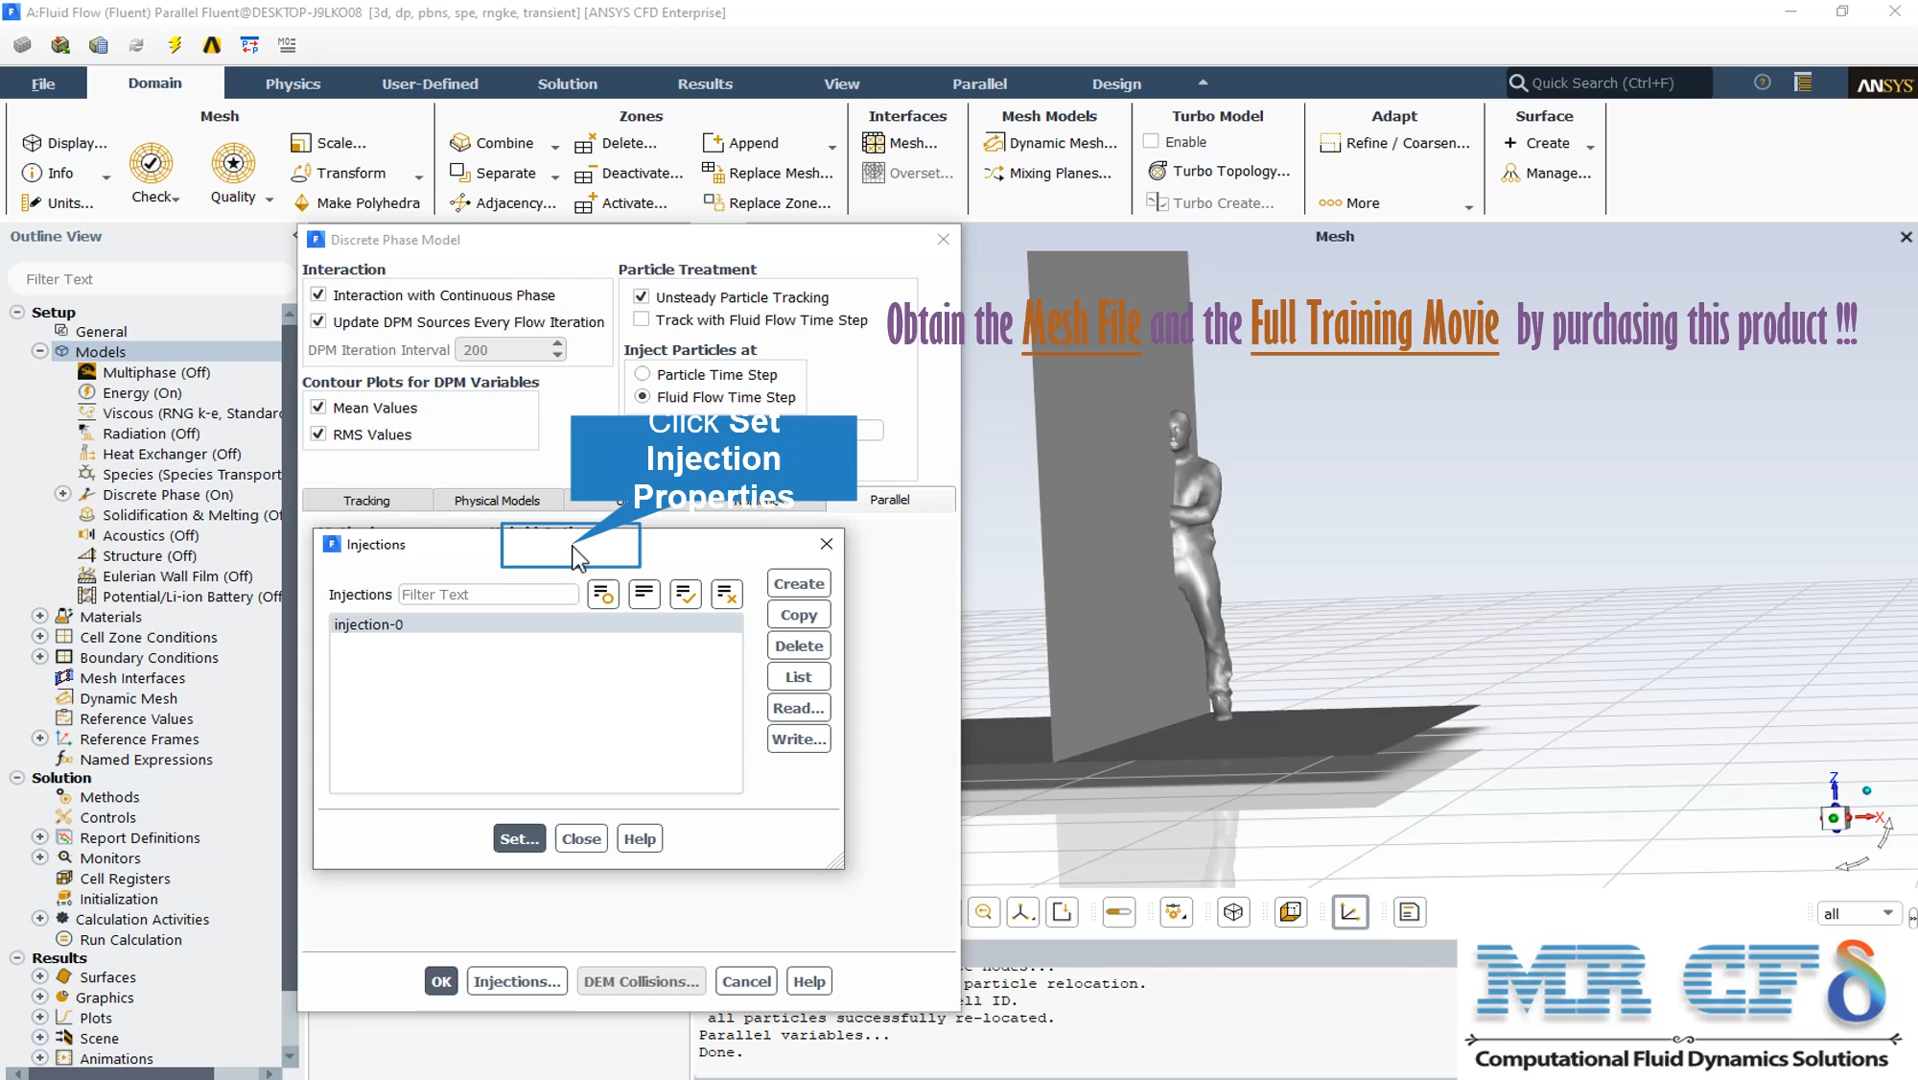 A:Fluid Flow (Fluent) Parallel Fluent@DESKTOP-J9LKO08 [3d, dp, pbns, spe, rngke, transient] [ANSYS CFD Enterprise]
File Domain Physics User-Defined Solution Results View Parallel Design Quick Search (Ctrl+F) ANSYS
Mesh Zones Interfaces Mesh Models Turbo Model Adapt Surface
Display... Scale... Combine Delete... Append Mesh... Dynamic Mesh... Enable Refine / Coarsen... Create
Info Transform Separate Deactivate... Replace Mesh... Overset... Mixing Planes... Turbo Topology... Manage...
Units... Check Quality Make Polyhedra Adjacency... Activate... Replace Zone... Turbo Create... More
Outline View
Filter Text
Setup
General
Models
Multiphase (Off)
Energy (On)
Viscous (RNG k-e, Standard
Radiation (Off)
Heat Exchanger (Off)
Species (Species Transport
Discrete Phase (On)
Solidification & Melting (Of
Acoustics (Off)
Structure (Off)
Eulerian Wall Film (Off)
Potential/Li-ion Battery (Off
Materials
Cell Zone Conditions
Boundary Conditions
Mesh Interfaces
Dynamic Mesh
Reference Values
Reference Frames
Named Expressions
Solution
Methods
Controls
Report Definitions
Monitors
Cell Registers
Initialization
Calculation Activities
Run Calculation
Results
Surfaces
Graphics
Plots
Scene
Animations
Discrete Phase Model
Interaction
Interaction with Continuous Phase
Update DPM Sources Every Flow Iteration
DPM Iteration Interval 200
Contour Plots for DPM Variables
Mean Values
RMS Values
Particle Treatment
Unsteady Particle Tracking
Track with Fluid Flow Time Step
Inject Particles at
Particle Time Step
Fluid Flow Time Step
Click Set
Injection
Properties
Tracking Physical Models Parallel
Injections
Injections Filter Text
injection-0
Create
Copy
Delete
List
Read...
Write...
Set... Close Help
OK Injections... DEM Collisions... Cancel Help
Mesh
Obtain the Mesh File and the Full Training Movie by purchasing this product !!!
Z
X
all
particle relocation.
ell ID.
all particles successfully re-located.
Parallel variables...
Done.
MR CFδ
Computational Fluid Dynamics Solutions